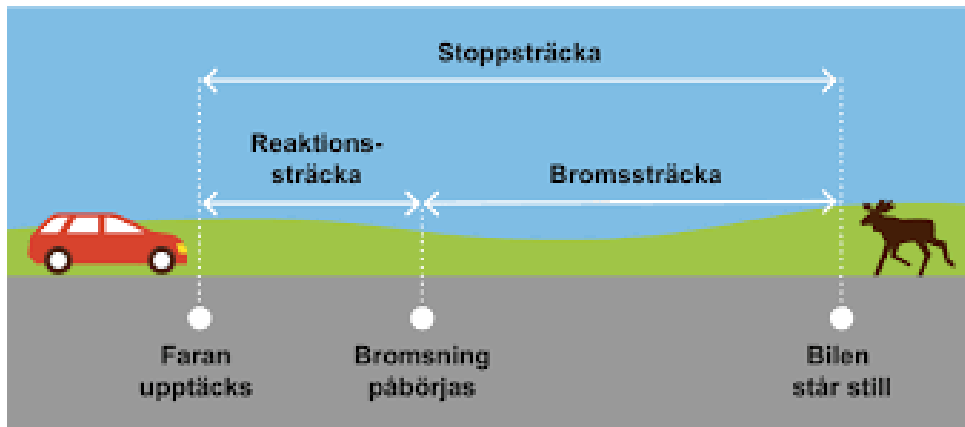 Stoppsträcka
Reaktions-
sträcka
Bromssträcka
Faran
upptäcks
Bromsning
påbörjas
Bilen
står still